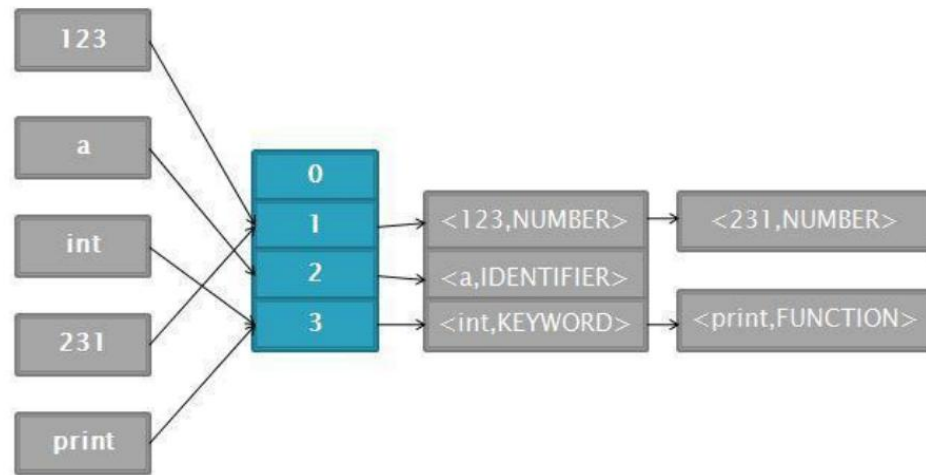 123
a
int
231
print
0
1
2
3
<123,NUMBER>
<231,NUMBER>
<a,IDENTIFIER>
<int,KEYWORD>
<print,FUNCTION>